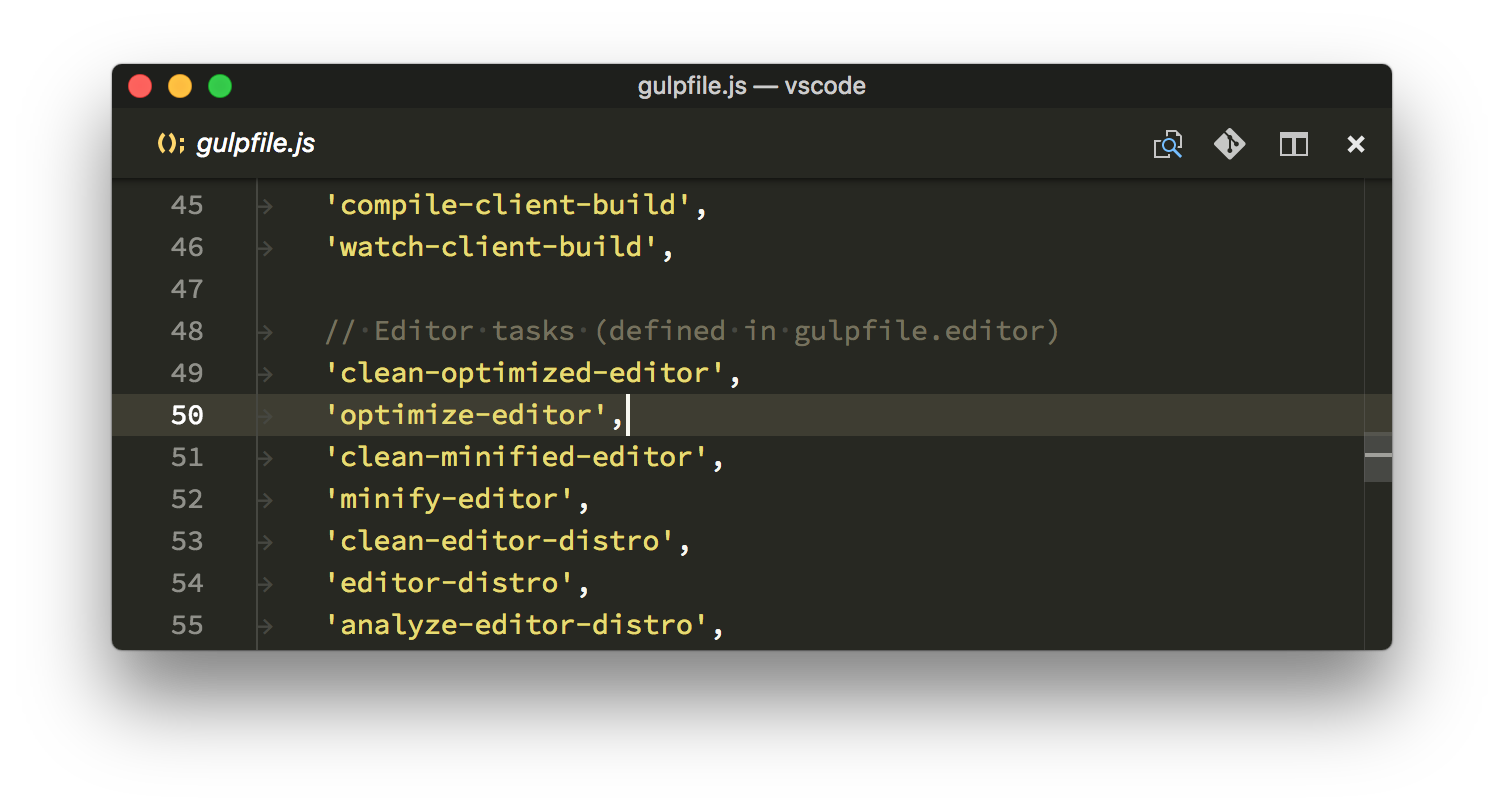 gulpfile.js — vscode
gulpfile.js
45 'compile-client-build',
46 'watch-client-build',
47
48 // Editor tasks (defined in gulpfile.editor)
49 'clean-optimized-editor',
50 'optimize-editor',
51 'clean-minified-editor',
52 'minify-editor',
53 'clean-editor-distro',
54 'editor-distro',
55 'analyze-editor-distro',